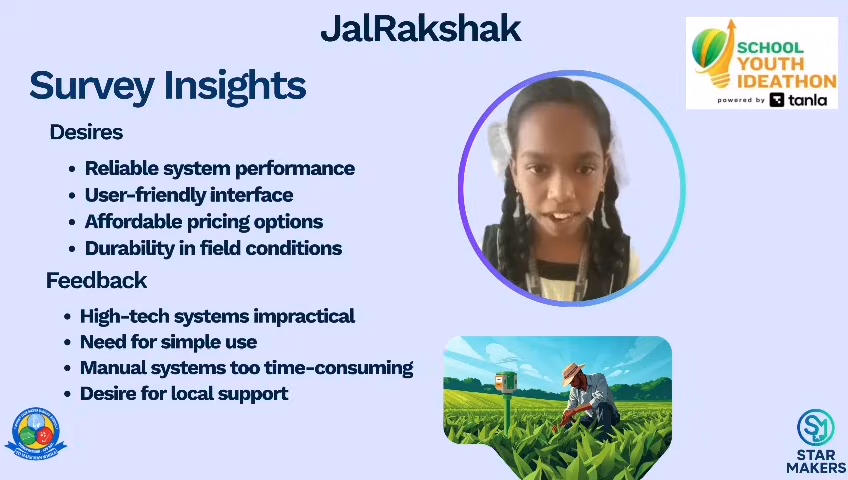 JalRakshak
SCHOOL
YOUTH
IDEATHON
powered by tanla
Survey Insights
Desires
• Reliable system performance
• User-friendly interface
• Affordable pricing options
• Durability in field conditions
Feedback
• High-tech systems impractical
• Need for simple use
• Manual systems too time-consuming
• Desire for local support
STAR
MAKERS